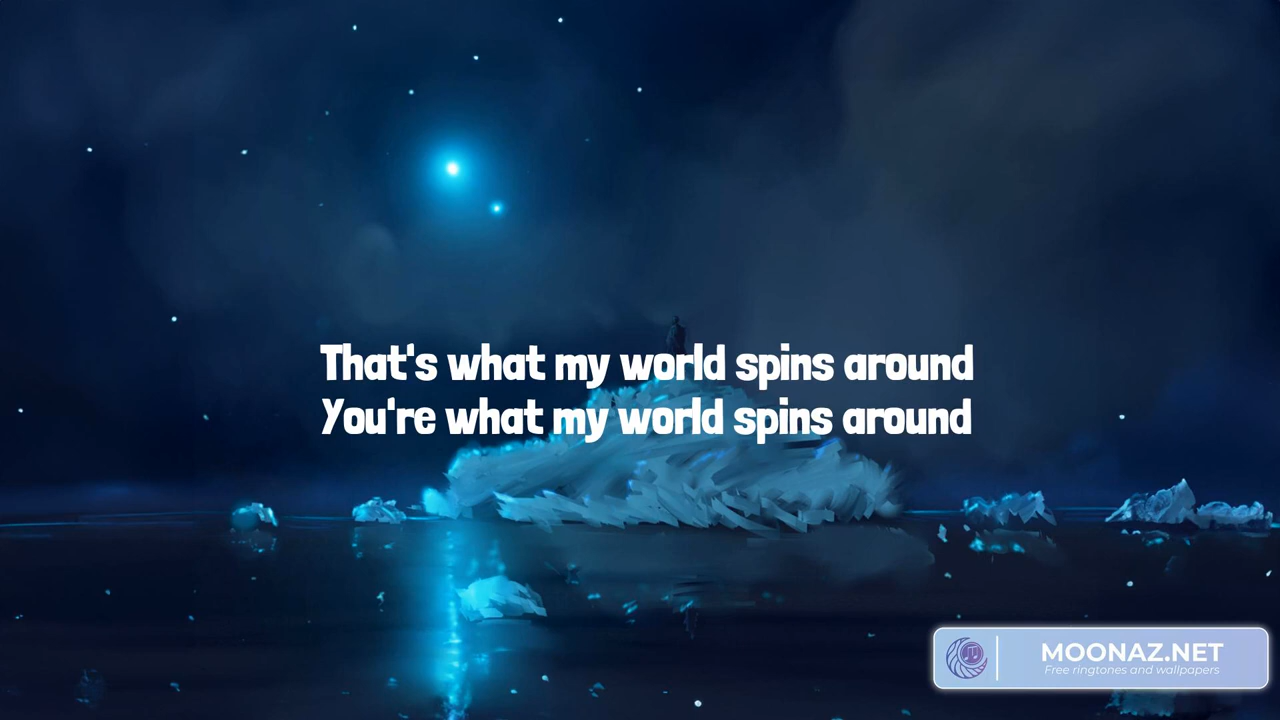 That's what my world spins around
You're what my world spins around
MOONAZ.NET
Free ringtones and wallpapers